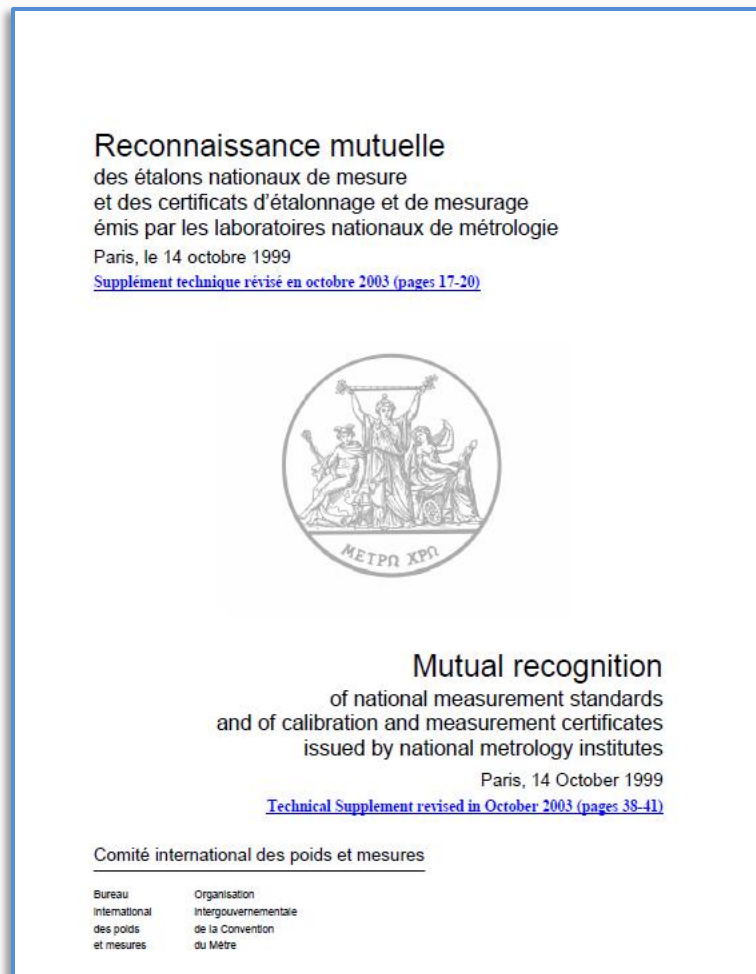 Reconnaissance mutuelle
des étalons nationaux de mesure
et des certificats d'étalonnage et de mesurage
émis par les laboratoires nationaux de métrologie
Paris, le 14 octobre 1999
Supplément technique révisé en octobre 2003 (pages 17-20)
ΜΕΤΡΩ ΧΡΩ
Mutual recognition
of national measurement standards
and of calibration and measurement certificates
issued by national metrology institutes
Paris, 14 October 1999
Technical Supplement revised in October 2003 (pages 38-41)
Comité international des poids et mesures
Bureau
international
des poids
et mesures
Organisation
intergouvernementale
de la Convention
du Mètre